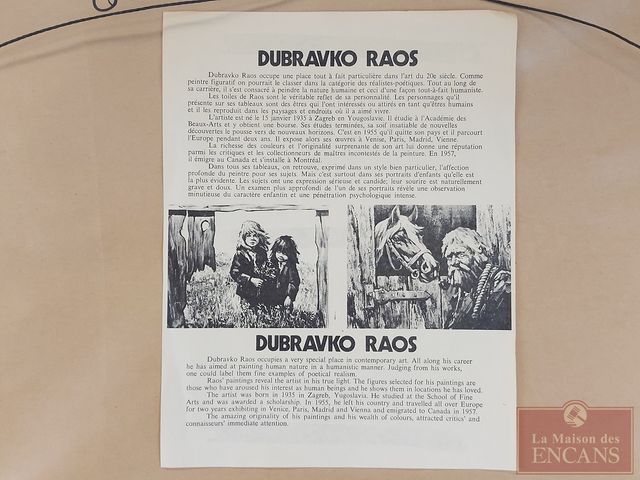 DUBRAVKO RAOS
Dubravko Raos occupe une place tout à fait particulière dans l'art du 20e siècle. Comme
peintre figuratif on pourrait le classer dans la catégorie des réalistes-poétiques. Tout au long de
sa carrière, il s'est consacré à peindre la nature humaine et ceci d'une façon tout-à-fait humaniste.
Les toiles de Raos sont le véritable reflet de sa personnalité. Les personnages qu'il
présente sur ses tableaux sont des êtres qui l'ont intéressés ou attirés en tant qu'êtres humains
et il les reproduit dans les paysages et endroits où il a aimé vivre.
L'artiste est né le 15 janvier 1935 à Zagreb en Yougoslavie. Il étudie à l'Académie des
Beaux-Arts et y obtient une bourse. Ses études terminées, sa soif insatiable de nouvelles
découvertes le pousse vers de nouveaux horizons. C'est en 1955 qu'il quitte son pays et il parcourt
l'Europe pendant deux ans. Il expose alors ses œuvres à Venise, Paris, Madrid, Vienne.
La richesse des couleurs et l'originalité surprenante de son art lui donne une réputation
parmi les critiques et les collectionneurs de maîtres incontestés de la peinture. En 1957,
il émigre au Canada et s'installe à Montréal.
Dans tous ses tableaux, on retrouve, exprimé dans un style bien particulier, l'affection
profonde du peintre pour ses sujets. Mais c'est surtout dans ses portraits d'enfants qu'elle est
la plus évidente. Les sujets ont une expression sérieuse et candide; leur sourire est naturellement
grave et doux. Un examen plus approfondi de l'un de ses portraits révèle une observation
minutieuse du caractère enfantin et une pénétration psychologique intense.
DUBRAVKO RAOS
Dubravko Raos occupies a very special place in contemporary art. All along his career
he has aimed at painting human nature in a humanistic manner. Judging from his works,
one could label them fine examples of poetical realism.
Raos' paintings reveal the artist in his true light. The figures selected for his paintings are
those who have aroused his interest as human beings and he shows them in locations he has loved.
The artist was born in 1935 in Zagreb, Yugoslavia. He studied at the School of Fine
Arts and was awarded a scholarship. In 1955, he left his country and travelled all over Europe
for two years exhibiting in Venice, Paris, Madrid and Vienna and emigrated to Canada in 1957.
The amazing originality of his paintings and his wealth of colours, attracted critics' and
connaisseurs' immediate attention.
La Maison des
ENCANS